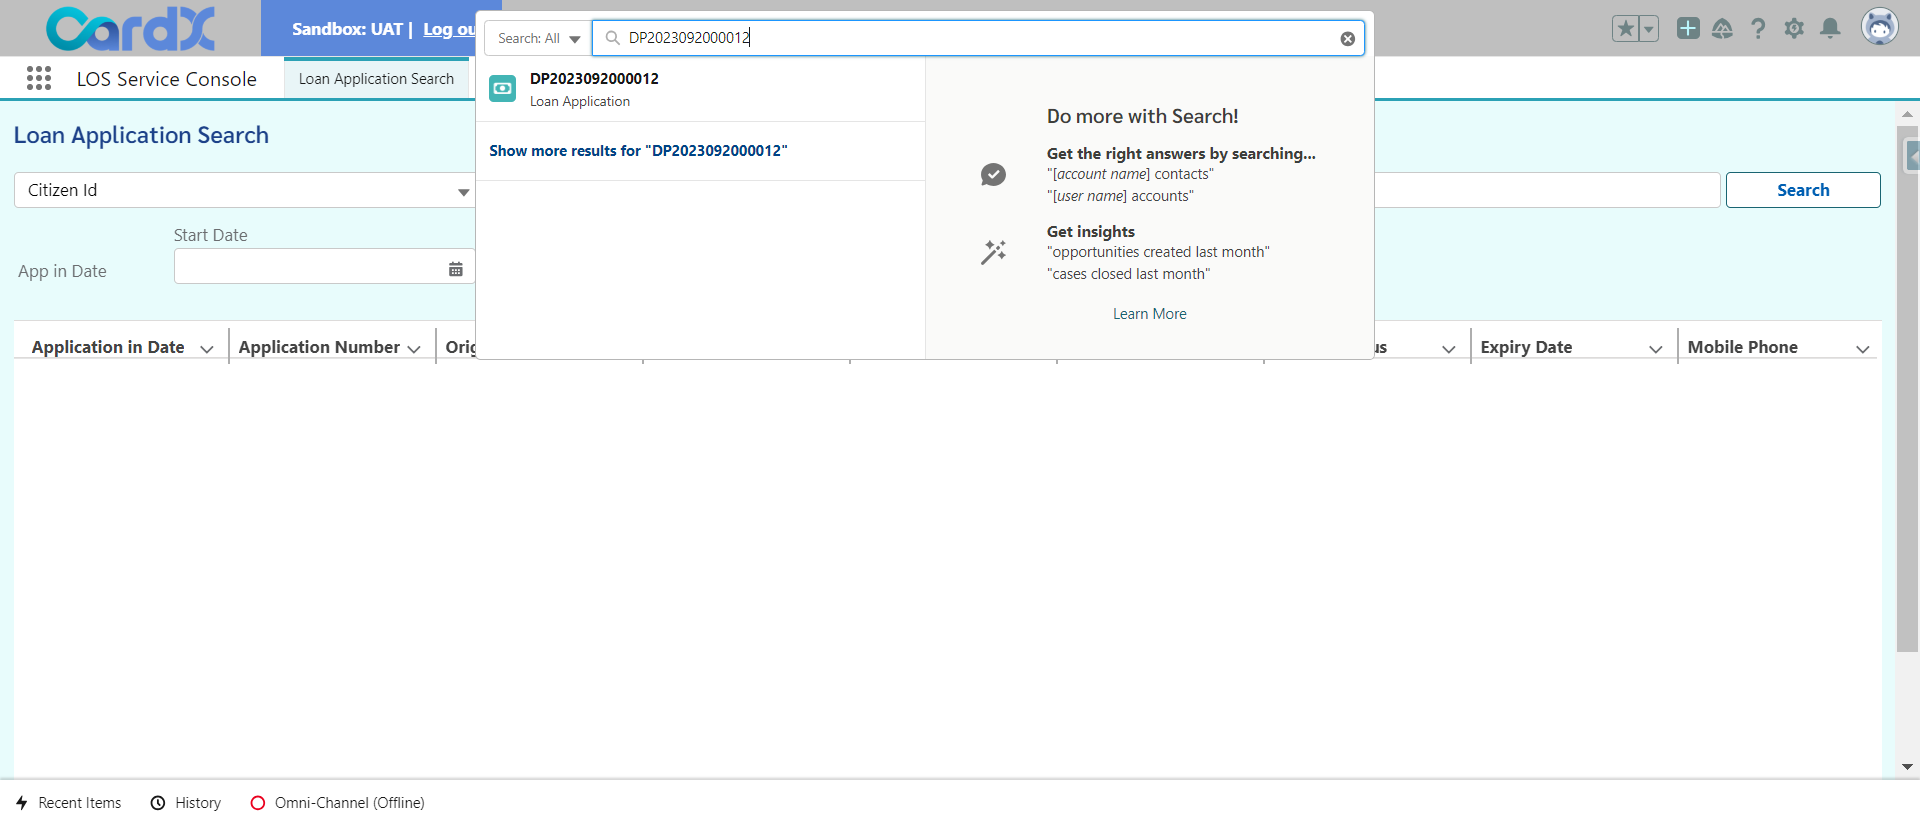 CardX
Sandbox: UAT | Log ou
Search: All
DP2023092000012
LOS Service Console
Loan Application Search
DP2023092000012
Loan Application
Show more results for "DP2023092000012"
Do more with Search!
Get the right answers by searching...
"[account name] contacts"
"[user name] accounts"
Get insights
"opportunities created last month"
"cases closed last month"
Learn More
Loan Application Search
Citizen Id
Search
Start Date
App in Date
Application in Date
Application Number
Orig
us
Expiry Date
Mobile Phone
Recent Items
History
Omni-Channel (Offline)